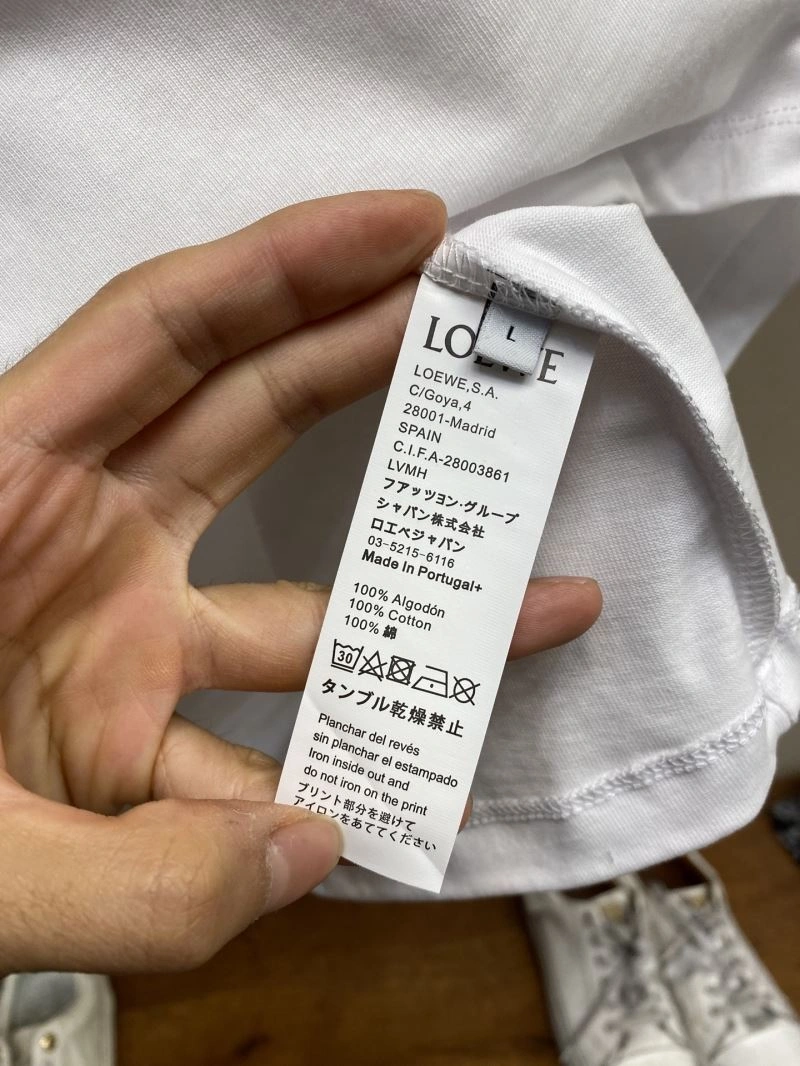 L
LOEWE
LOEWE,S.A.
C/Goya,4
28001-Madrid
SPAIN
C.I.F.A-28003861
LVMH
フアッツヨン·グループ
シャパン株式会社
ロエベジャパン
03-5215-6116
Made In Portugal+
100% Algodón
100% Cotton
100% 綿
30
タンブル乾燥禁止
Planchar del revés
sin planchar el estampado
Iron inside out and
do not iron on the print
プリント部分を避けて
アイロンをあててください